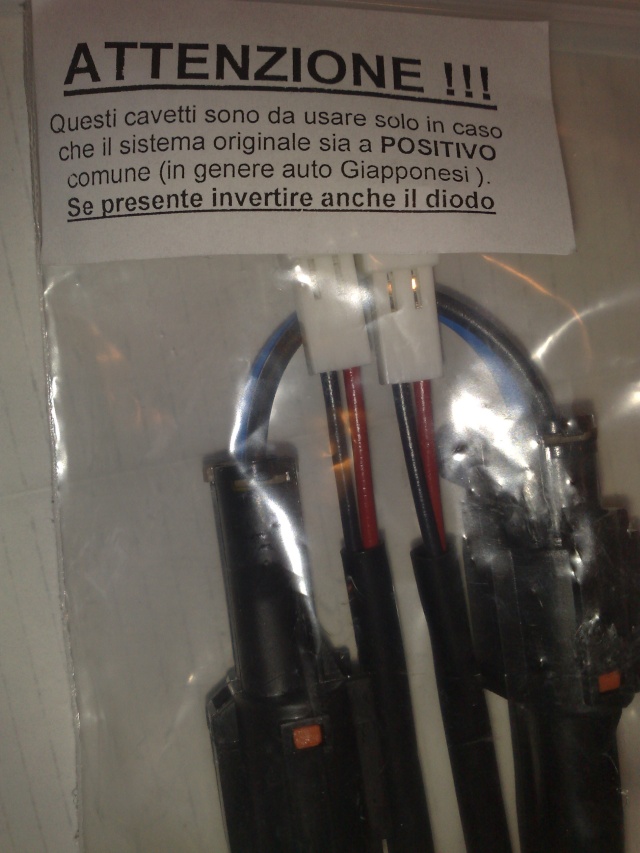 ATTENZIONE !!!
Questi cavetti sono da usare solo in caso
che il sistema originale sia a POSITIVO
comune (in genere auto Giapponesi ).
Se presente invertire anche il diodo